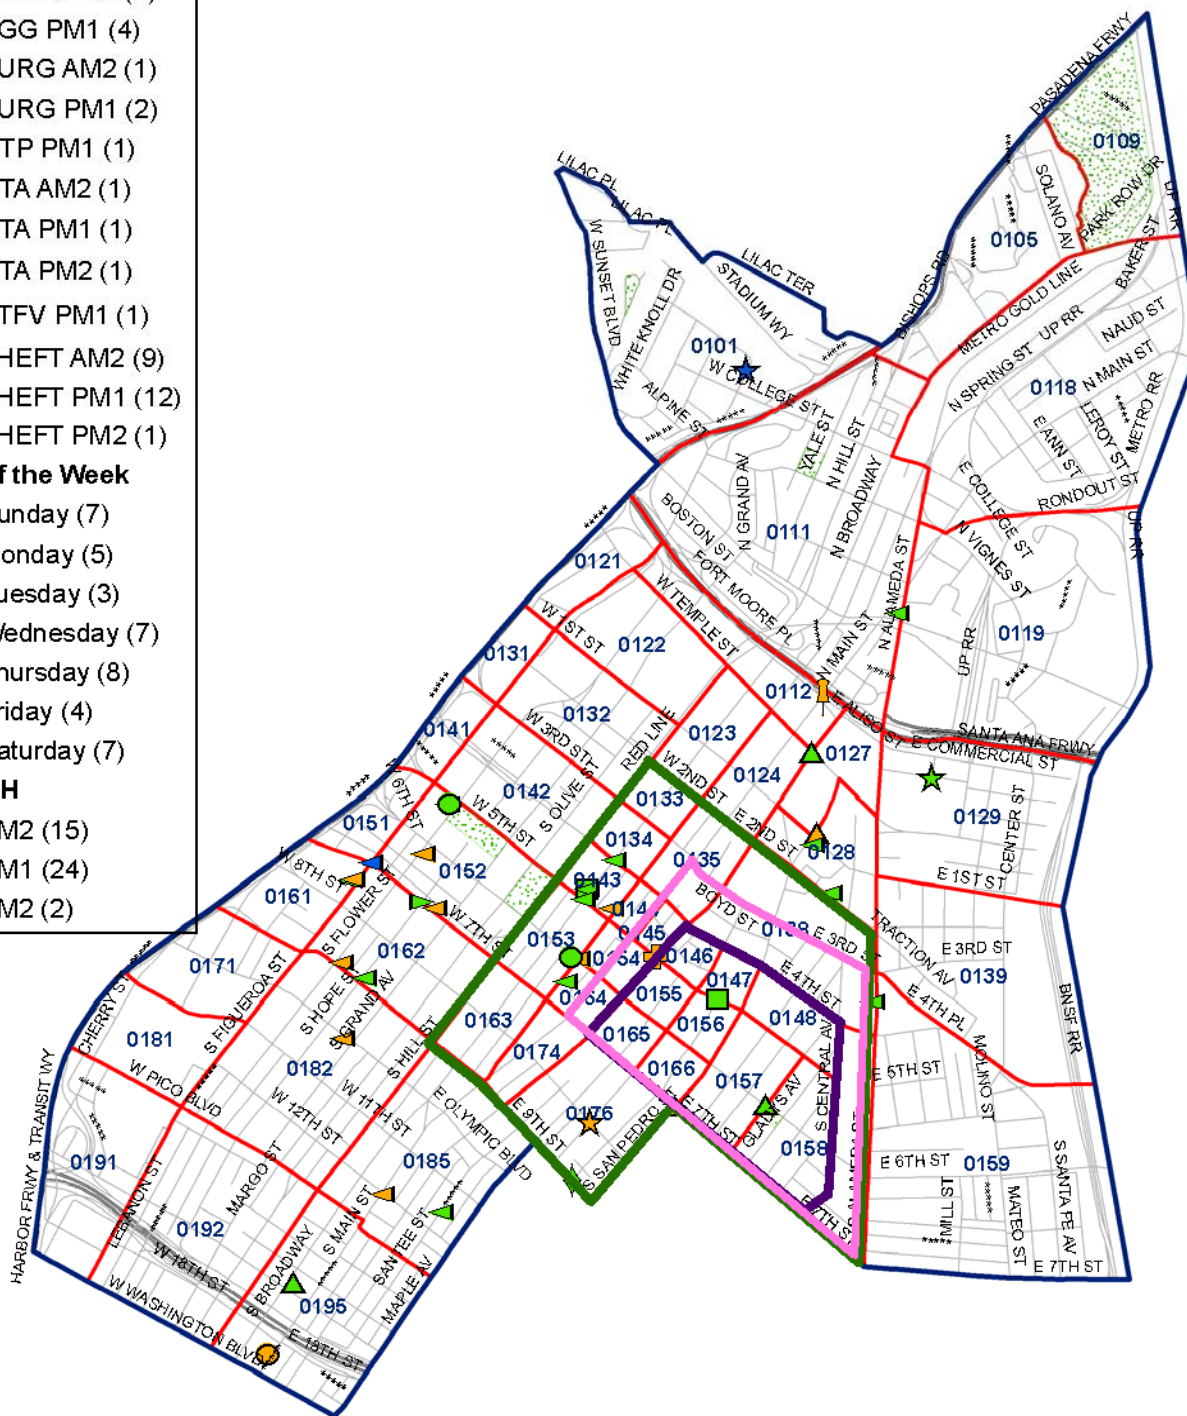 GG PM1 (4)
URG AM2 (1)
URG PM1 (2)
TP PM1 (1)
TA AM2 (1)
TA PM1 (1)
TA PM2 (1)
TFV PM1 (1)
HEFT AM2 (9)
HEFT PM1 (12)
HEFT PM2 (1)
f the Week
unday (7)
onday (5)
uesday (3)
Wednesday (7)
hursday (8)
riday (4)
aturday (7)
H
M2 (15)
M1 (24)
M2 (2)
PASADENA FRWY
0109
SOLANO AV
PARK ROW DR
UP RR
0105
LILAC PL
LILAC PL
LILAC TER
W SUNSET BLVD
WHITE KNOLL DR
STADIUM WY
BISHOPS RD
METRO GOLD LINE
BAKER ST
0101
W COLLEGE ST
ALPINE ST
N SPRING ST
UP RR
NAUD ST
N MAIN ST
0118
METRO RR
LEROY ST
E ANN ST
YALE ST
N HILL ST
N BROADWAY
N GRAND AV
E COLLEGE ST
RONDOUT ST
UP RR
BOSTON ST
0111
N VIGNES ST
FORT MOORE PL
N ALAMEDA ST
0121
W TEMPLE ST
W 1ST ST
0122
0119
UP RR
N MAIN ST
0131
0112
E ALISO ST
SANTA ANA FRWY
E COMMERCIAL ST
0132
W 3RD ST
RED LINE
0123
0127
0141
0124
W 2ND ST
0142
S OLIVE ST
0133
W 6TH ST
W 5TH ST
0134
E 2ND ST
0129
CENTER ST
0151
0135
0128
W 8TH ST
0152
0143
E 1ST ST
0161
S FLOWER ST
BOYD ST
W 7TH ST
0144
0145
0138
E 3RD ST
TRACTION AV
E 3RD ST
0162
0153
0154
0146
0139
0171
0147
E 4TH ST
E 4TH PL
CHERRY ST
S FIGUEROA ST
S HOPE ST
S GRAND AV
0164
0155
0163
0156
0148
BNSF RR
0181
S HILL ST
0165
0174
S CENTRAL AV
HARBOR FRWY & TRANSIT WY
W PICO BLVD
0182
0166
E 5TH ST
MOLINO ST
W 12TH ST
W 11TH ST
E OLYMPIC BLVD
E 9TH ST
0176
0157
GLADYS AV
E 7TH ST
S SAN PEDRO
0158
S ALAMEDA ST
0191
0185
E 6TH ST
0159
S SANTA FE AV
LEBANON ST
MARGO ST
MILL ST
MATEO ST
0192
S MAIN ST
SANTEE ST
E 7TH ST
E 7TH ST
W 18TH ST
S BROADWAY
MAPLE AV
W WASHINGTON BLVD
0195
E 18TH ST